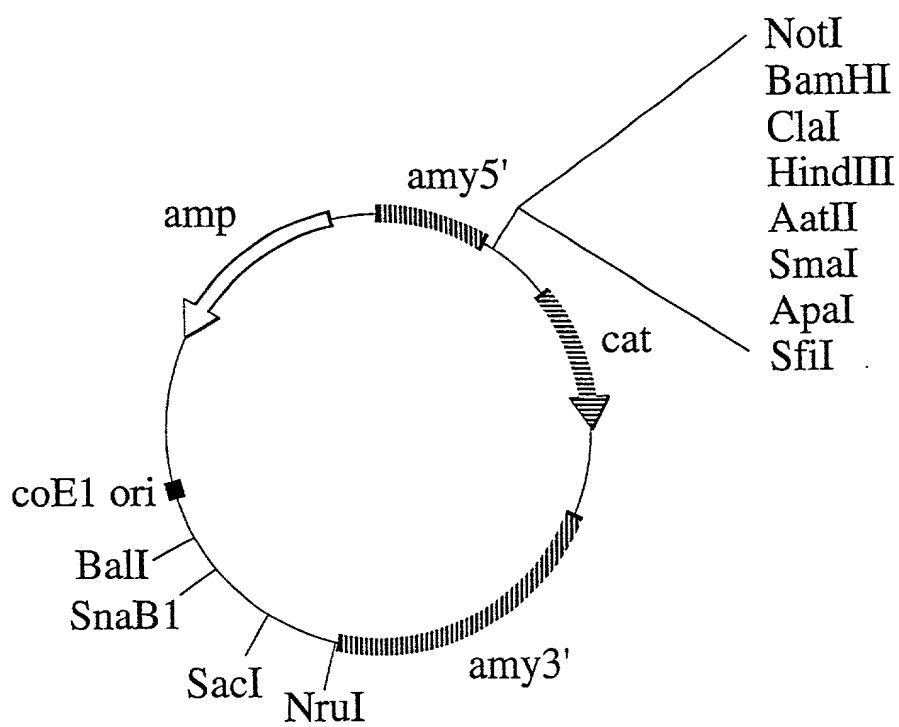 NotI
BamHI
ClaI
HindIII
AatII
SmaI
ApaI
SfiI
amy5'
amp
cat
coE1 ori
BalI
SnaB1
SacI
NruI
amy3'